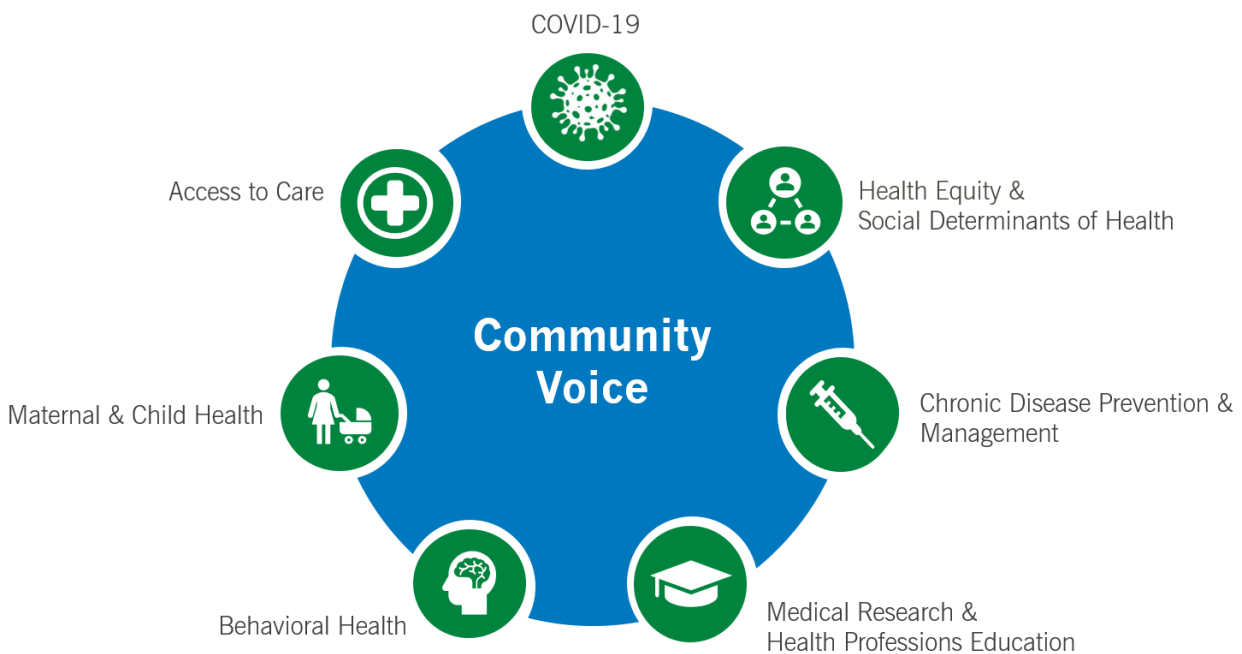 COVID-19
Access to Care
Health Equity &
Social Determinants of Health
Community
Voice
Maternal & Child Health
Chronic Disease Prevention &
Management
Behavioral Health
Medical Research &
Health Professions Education